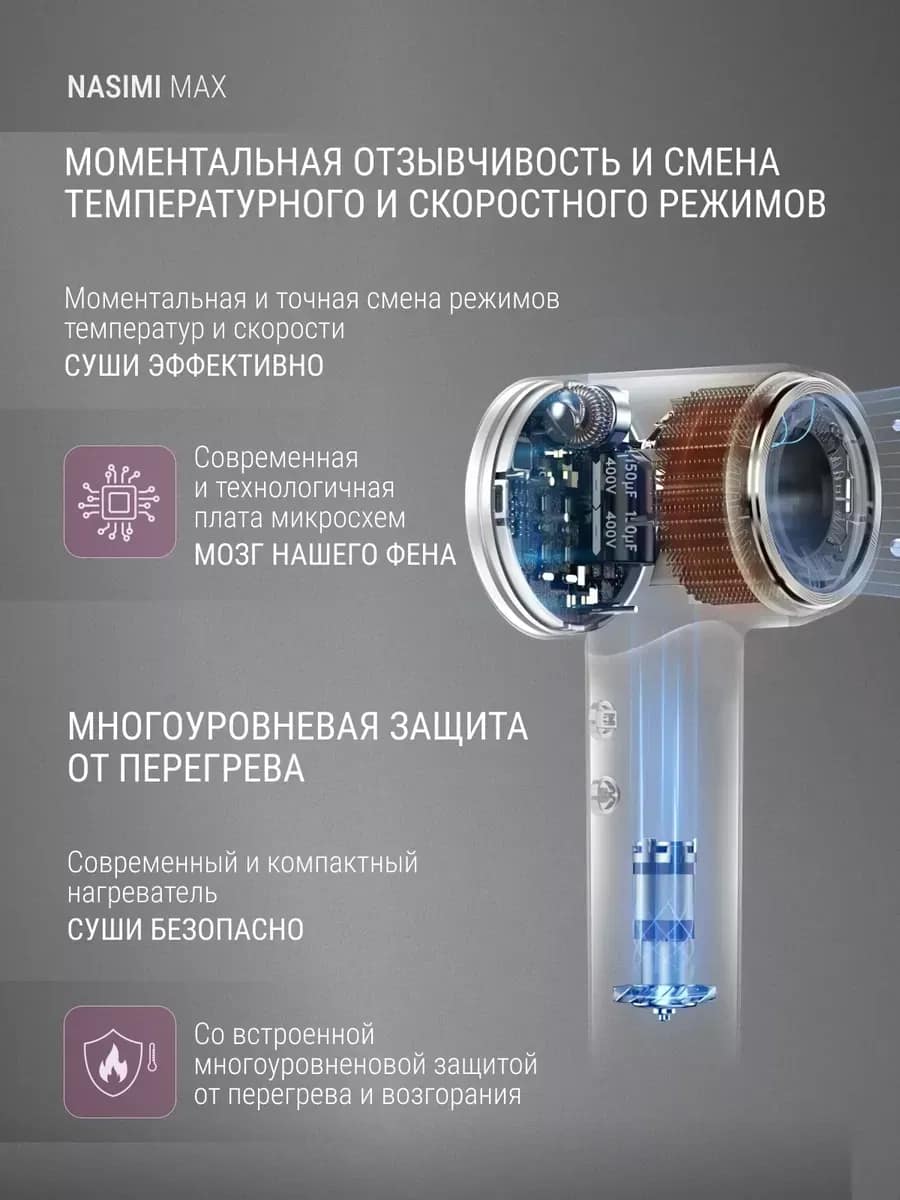 NASIMI MAX
МОМЕНТАЛЬНАЯ ОТЗЫВЧИВОСТЬ И СМЕНА
ТЕМПЕРАТУРНОГО И СКОРОСТНОГО РЕЖИМОВ
Моментальная и точная смена режимов
температур и скорости
СУШИ ЭФФЕКТИВНО
Современная
и технологичная
плата микросхем
МОЗГ НАШЕГО ФЕНА
400V
400V
МНОГОУРОВНЕВАЯ ЗАЩИТА
ОТ ПЕРЕГРЕВА
Современный и компактный
нагреватель
СУШИ БЕЗОПАСНО
Со встроенной
многоуровненовой защитой
от перегрева и возгорания